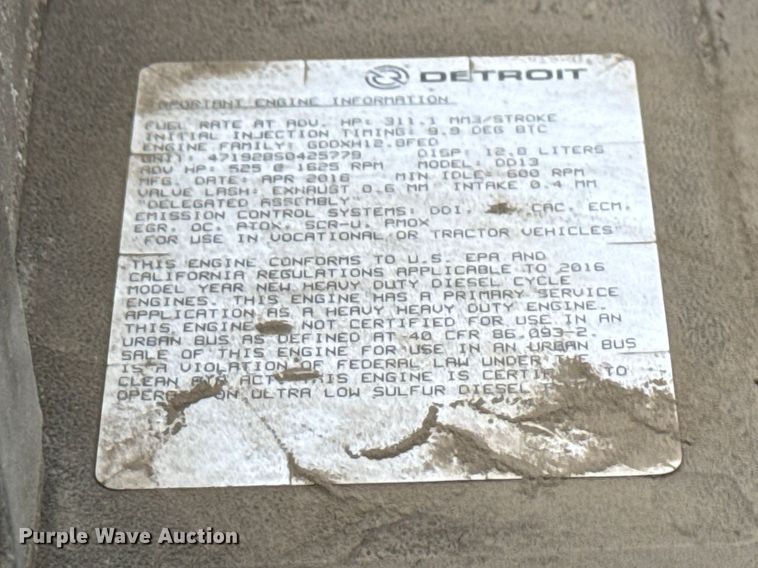 DETROIT
IMPORTANT ENGINE INFORMATION
FUEL RATE AT ADV. HP: 311.1 MM3/STROKE
INITIAL INJECTION TIMING: 9.9 DEG BTC
ENGINE FAMILY: GDDXH12.8FED
UNIT: 471928S0425779 DISP: 12.8 LITERS
ADV HP: 525 @ 1625 RPM MODEL: DD13
MFG. DATE: APR 2016 MIN IDLE: 600 RPM
VALVE LASH: EXHAUST 0.6 MM INTAKE 0.4 MM
"DELEGATED ASSEMBLY
EMISSION CONTROL SYSTEMS: DDI, CAC, ECM,
EGR, OC, PTOX, SCR-U, AMOX
FOR USE IN VOCATIONAL OR TRACTOR VEHICLES"
THIS ENGINE CONFORMS TO U.S. EPA AND
CALIFORNIA REGULATIONS APPLICABLE TO 2016
MODEL YEAR NEW HEAVY DUTY DIESEL CYCLE
ENGINES. THIS ENGINE HAS A PRIMARY SERVICE
APPLICATION AS A HEAVY HEAVY DUTY ENGINE.
THIS ENGINE NOT CERTIFIED FOR USE IN AN
URBAN BUS AS DEFINED AT 40 CFR 86.093-2.
SALE OF THIS ENGINE FOR USE IN AN URBAN BUS
IS A VIOLATION OF FEDERAL LAW UNDER THE
CLEAN AIR ACT. THIS ENGINE IS CERTIFIED TO
OPERATE ON ULTRA LOW SULFUR DIESEL
Purple Wave Auction